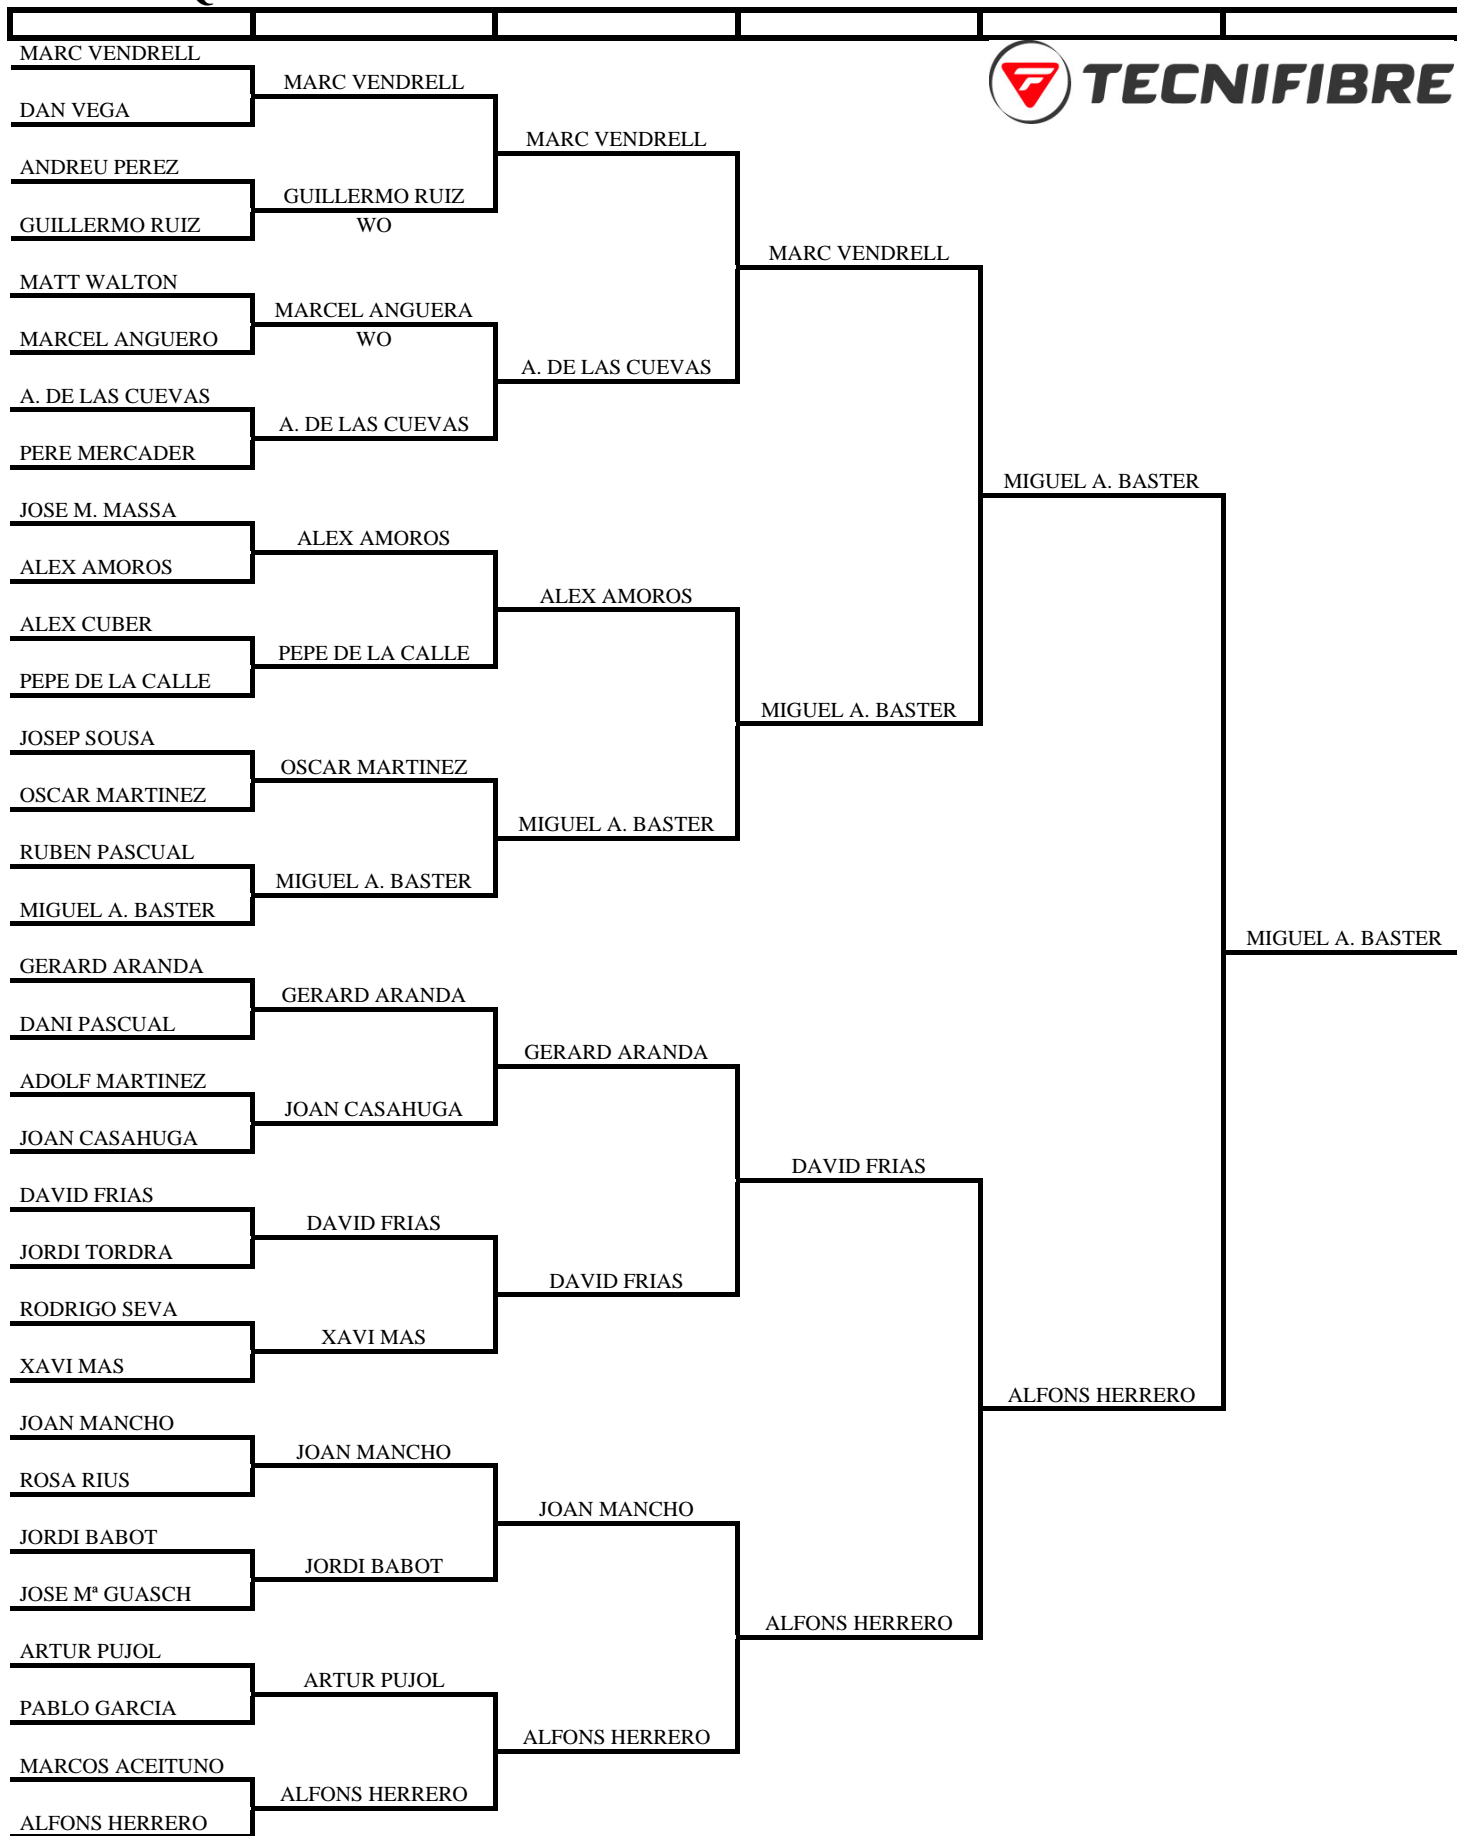 TECNIFIBRE
MARC VENDRELL
DAN VEGA
ANDREU PEREZ
GUILLERMO RUIZ
MATT WALTON
MARCEL ANGUERO
A. DE LAS CUEVAS
PERE MERCADER
JOSE M. MASSA
ALEX AMOROS
ALEX CUBER
PEPE DE LA CALLE
JOSEP SOUSA
OSCAR MARTINEZ
RUBEN PASCUAL
MIGUEL A. BASTER
GERARD ARANDA
DANI PASCUAL
ADOLF MARTINEZ
JOAN CASAHUGA
DAVID FRIAS
JORDI TORDRA
RODRIGO SEVA
XAVI MAS
JOAN MANCHO
ROSA RIUS
JORDI BABOT
JOSE Mª GUASCH
ARTUR PUJOL
PABLO GARCIA
MARCOS ACEITUNO
ALFONS HERRERO
MARC VENDRELL
GUILLERMO RUIZ
WO
MARCEL ANGUERA
WO
A. DE LAS CUEVAS
ALEX AMOROS
PEPE DE LA CALLE
OSCAR MARTINEZ
MIGUEL A. BASTER
GERARD ARANDA
JOAN CASAHUGA
DAVID FRIAS
XAVI MAS
JOAN MANCHO
JORDI BABOT
ARTUR PUJOL
ALFONS HERRERO
MARC VENDRELL
A. DE LAS CUEVAS
ALEX AMOROS
MIGUEL A. BASTER
GERARD ARANDA
DAVID FRIAS
JOAN MANCHO
ALFONS HERRERO
MARC VENDRELL
MIGUEL A. BASTER
DAVID FRIAS
ALFONS HERRERO
MIGUEL A. BASTER
ALFONS HERRERO
MIGUEL A. BASTER